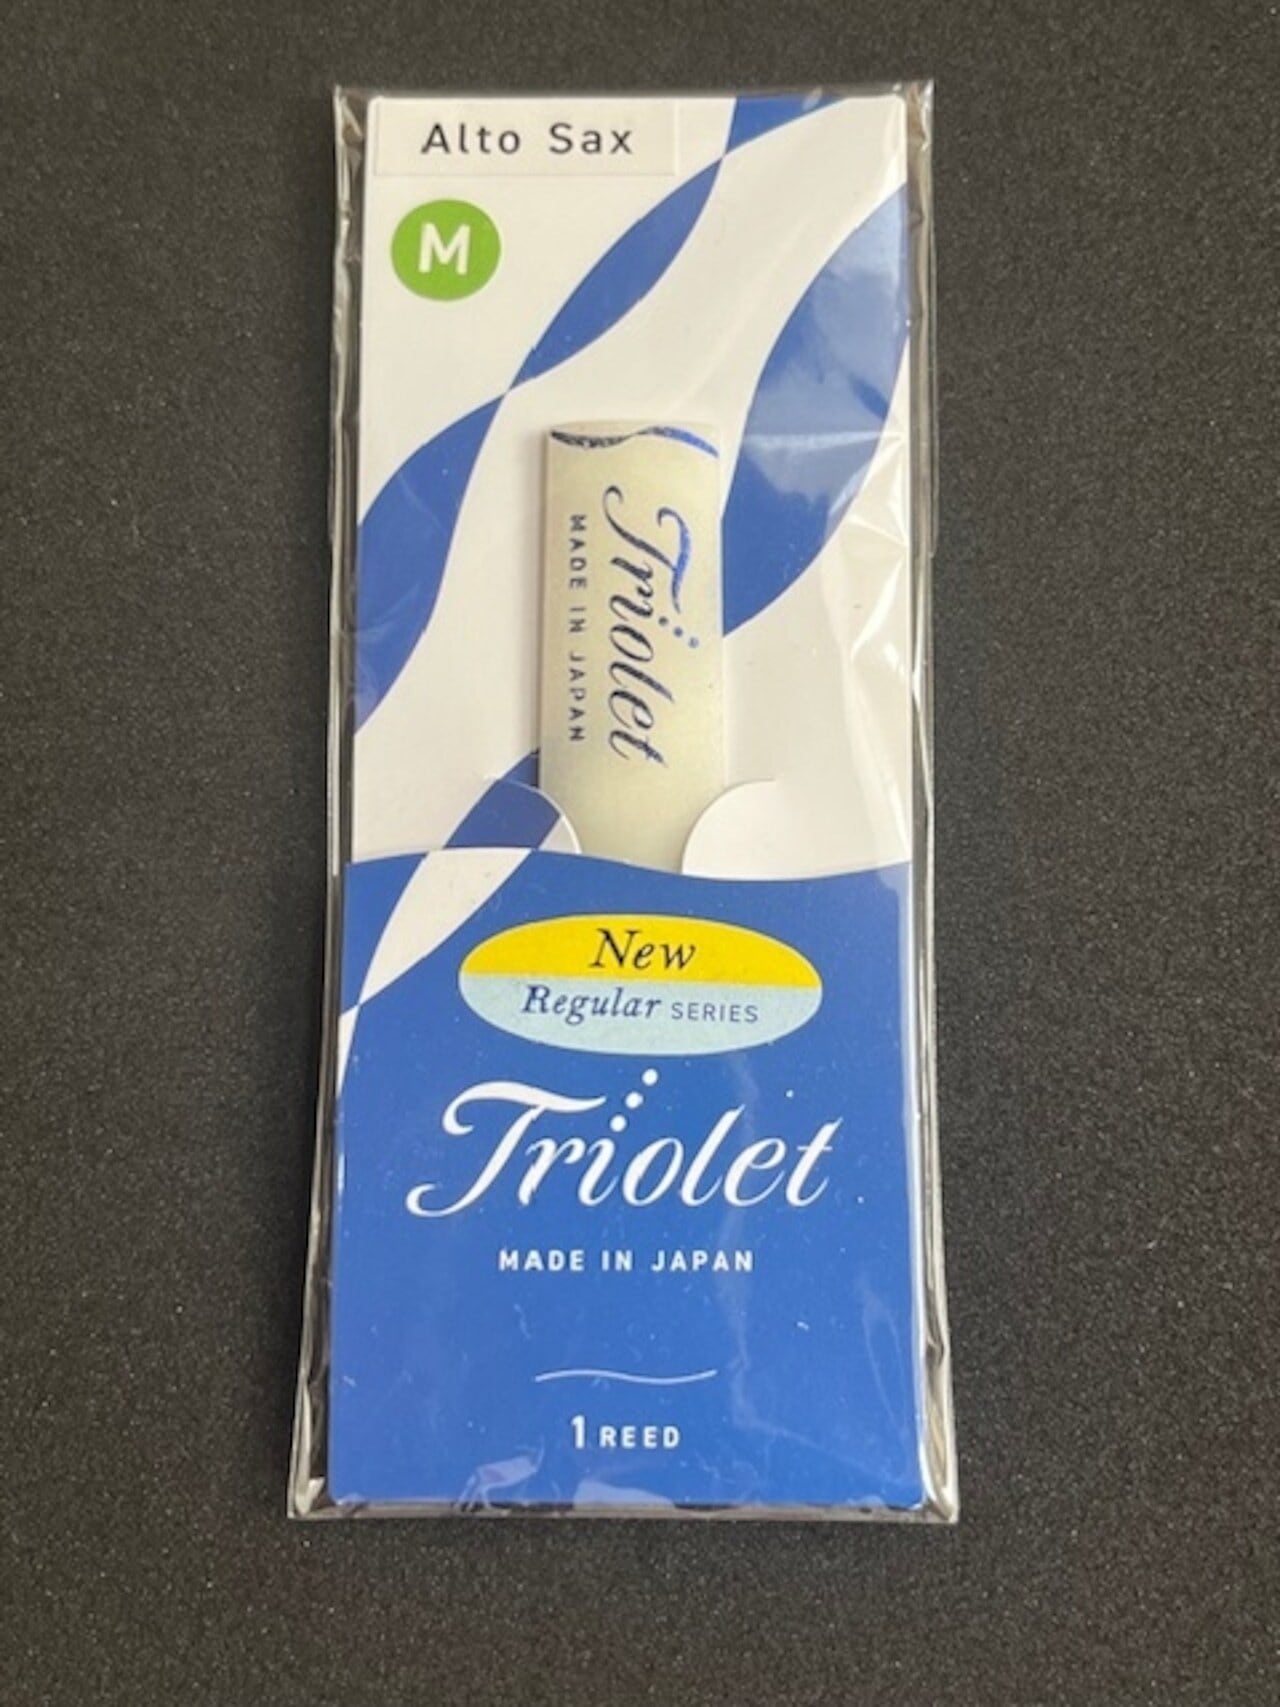 Alto Sax
M
Triolet
MADE IN JAPAN
New
Regular SERIES
Triolet
MADE IN JAPAN
1 REED